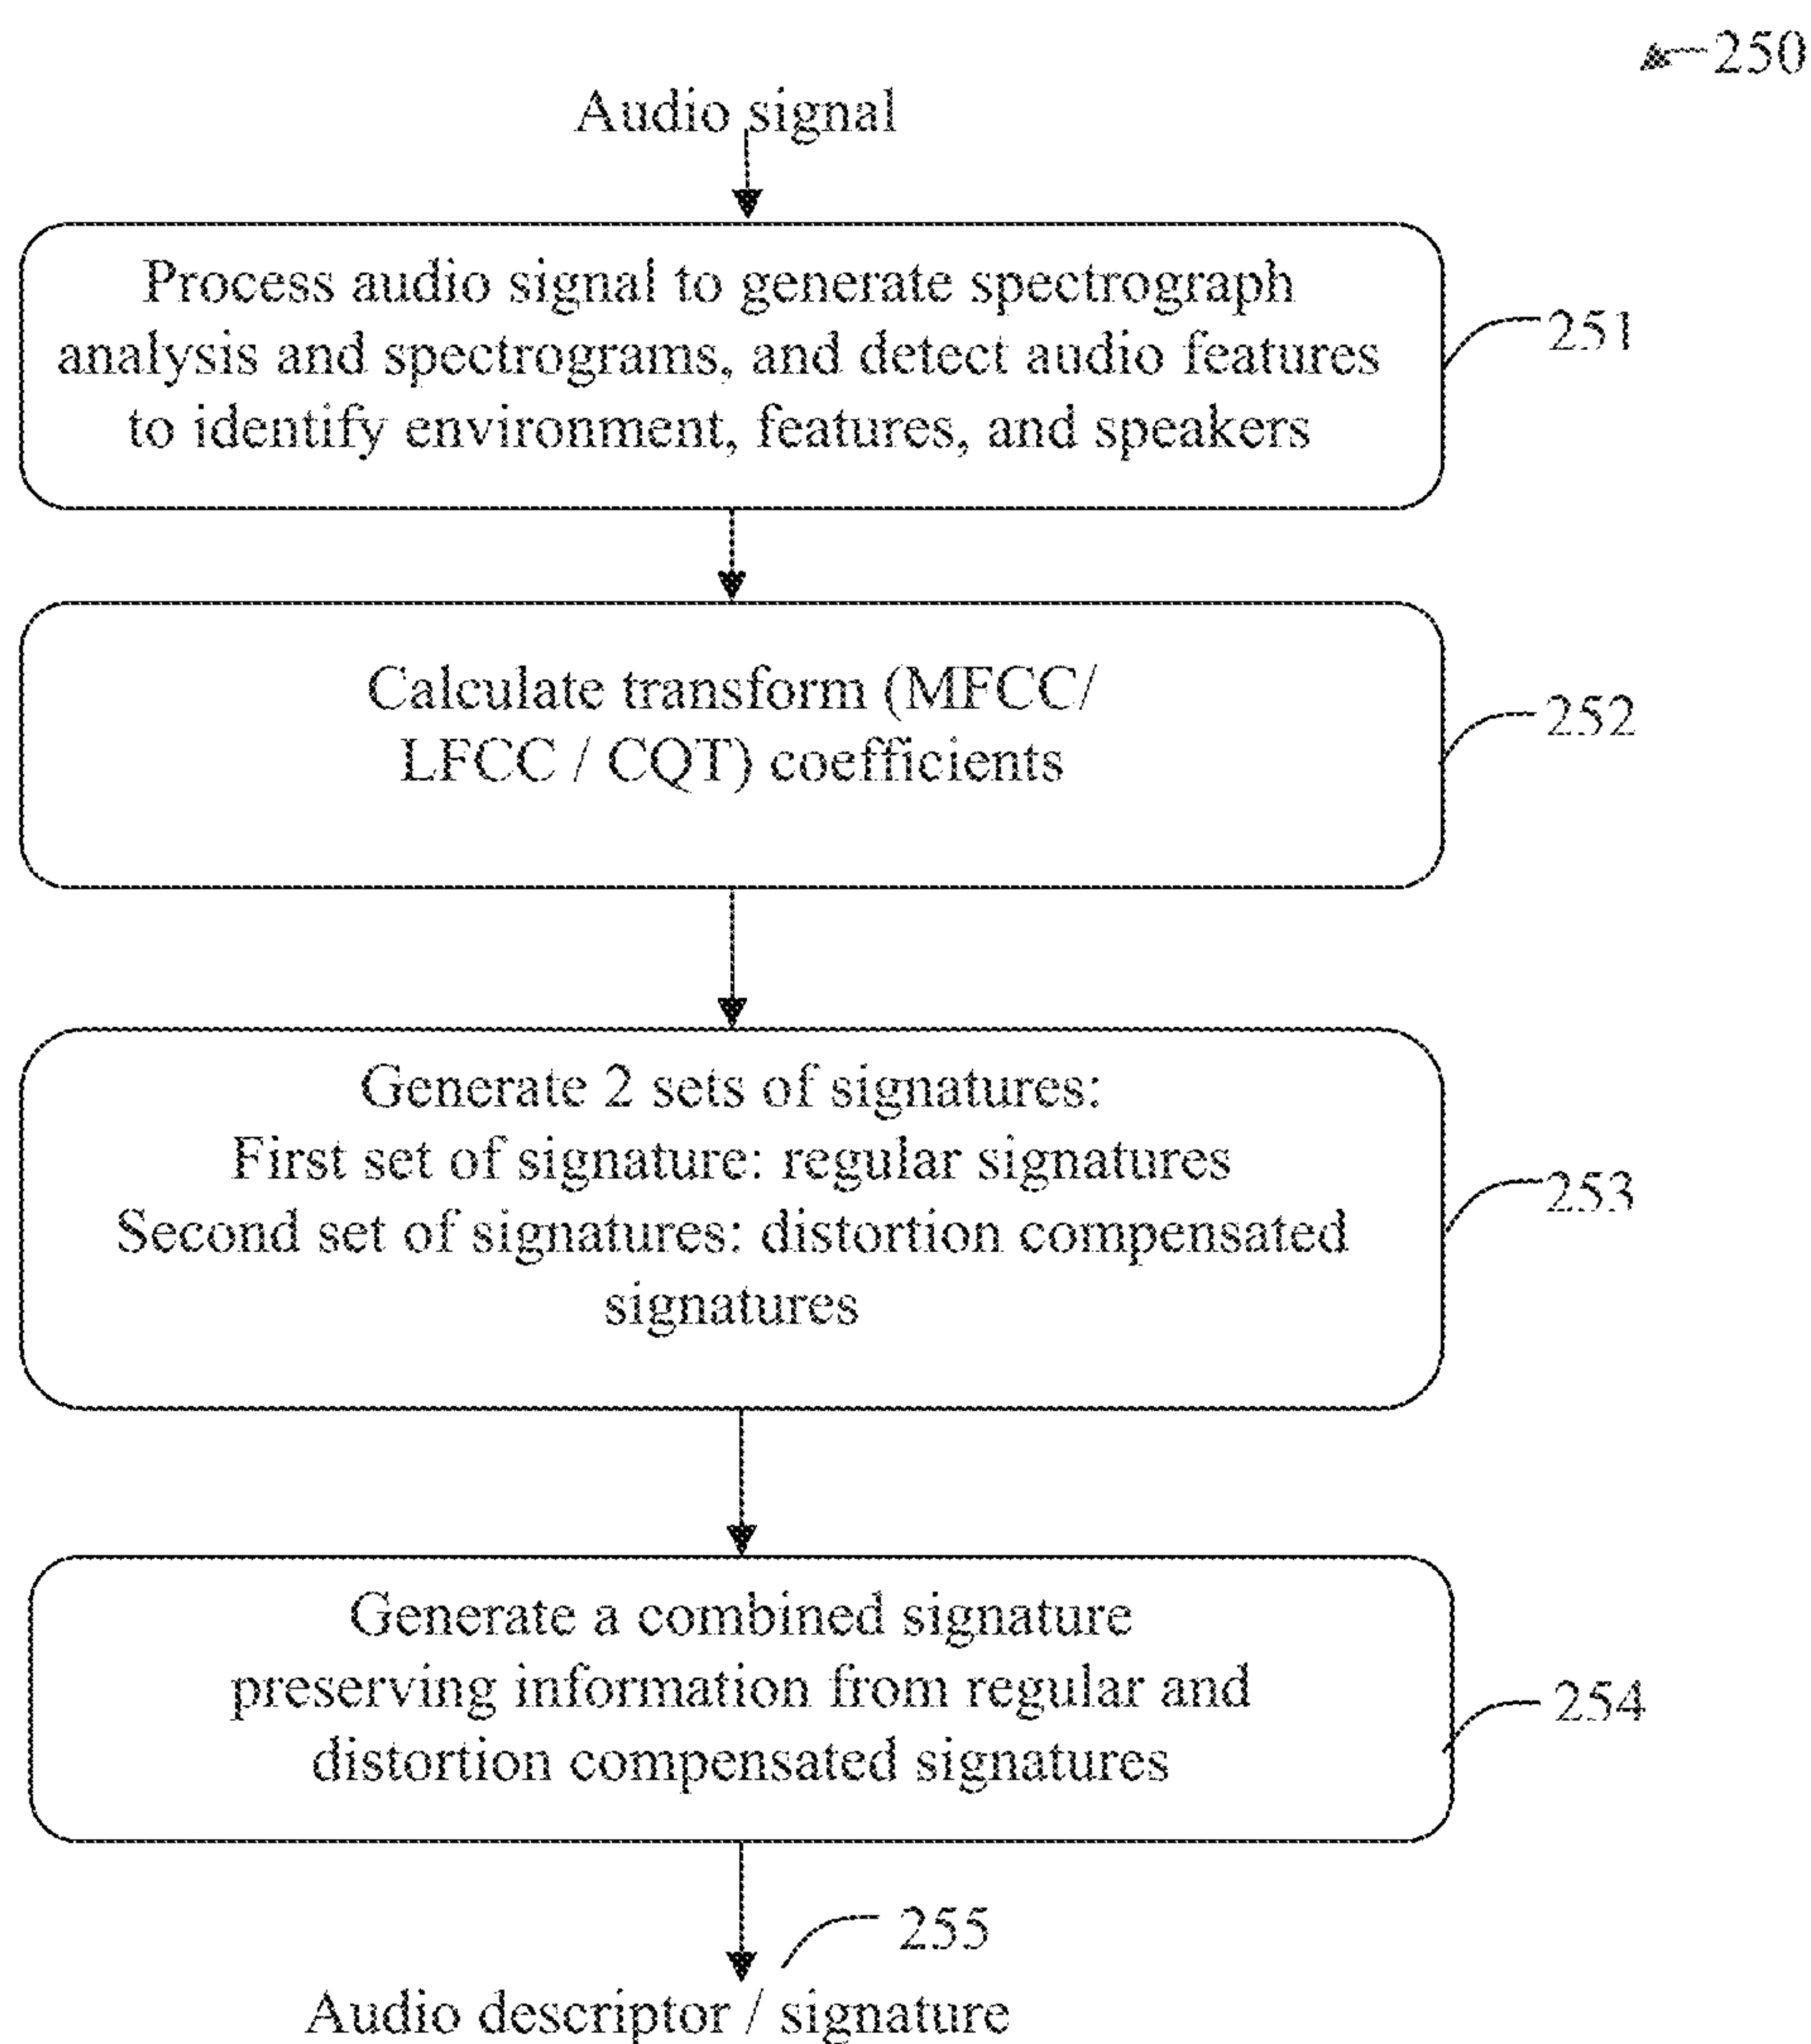 250
Audio signal
Process audio signal to generate spectrograph
analysis and spectrograms, and detect audio features
to identify environment, features, and speakers
251
Calculate transform (MFCC/
LFCC / CQT) coefficients
252
Generate 2 sets of signatures:
First set of signature: regular signatures
Second set of signatures: distortion compensated
signatures
253
Generate a combined signature
preserving information from regular and
distortion compensated signatures
254
255
Audio descriptor / signature